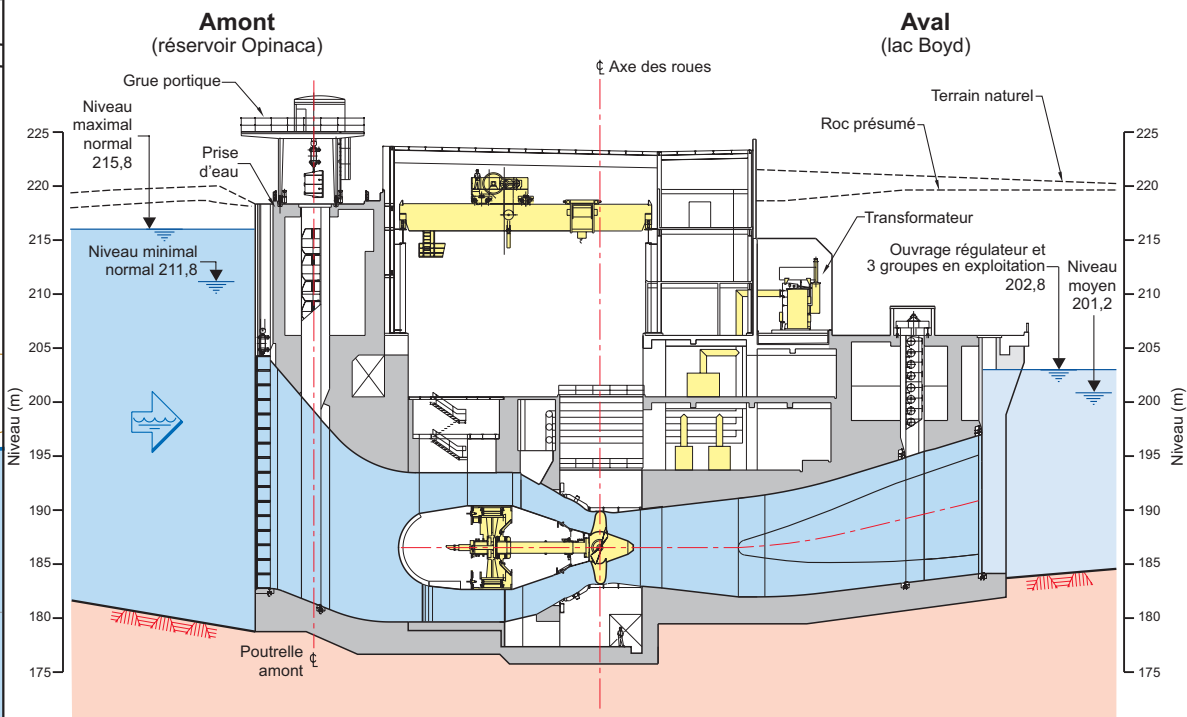 Amont
(réservoir Opinaca)
Aval
(lac Boyd)
℄ Axe des roues
Grue portique
Terrain naturel
Niveau
maximal
normal
215,8
Roc présumé
Prise
d'eau
Transformateur
Niveau minimal
normal 211,8
Ouvrage régulateur et
3 groupes en exploitation
202,8
Niveau
moyen
201,2
225
220
215
210
205
200
195
190
185
180
175
Niveau (m)
225
220
215
210
205
200
195
190
185
180
175
Niveau (m)
Poutrelle
amont ℄